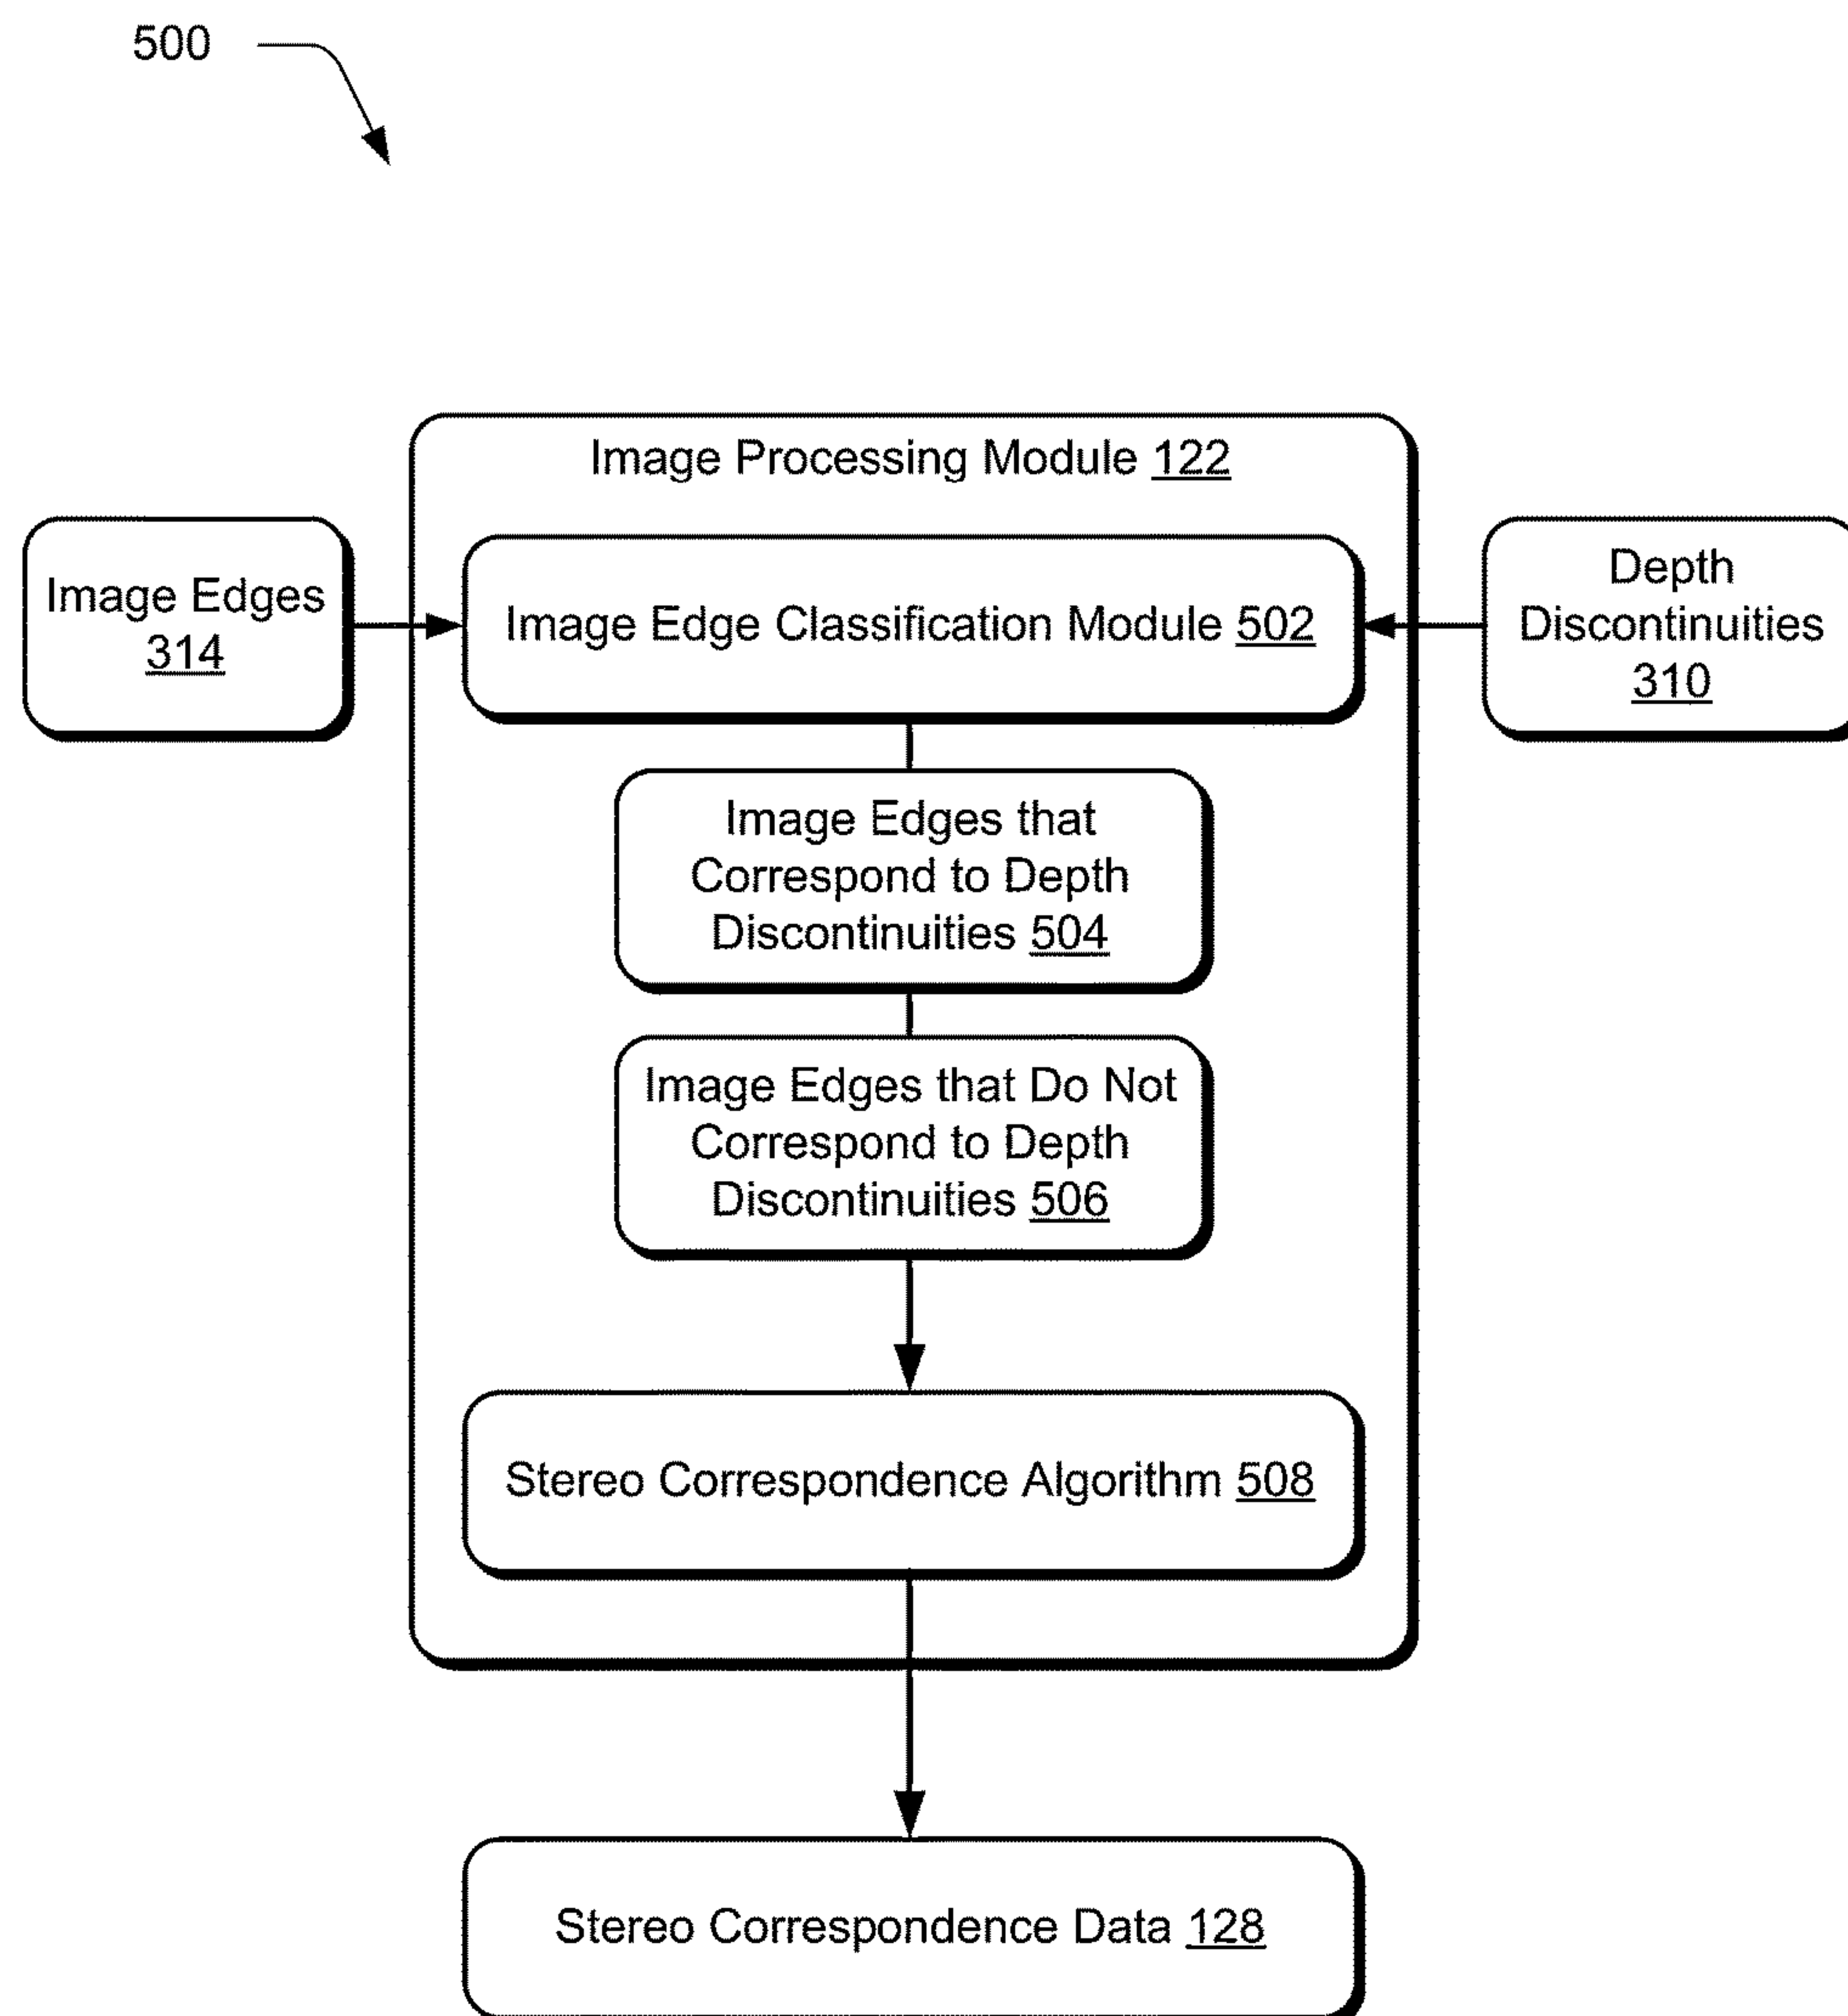 500
Image Processing Module 122
Image Edges
314
Image Edge Classification Module 502
Depth
Discontinuities
310
Image Edges that
Correspond to Depth
Discontinuities 504
Image Edges that Do Not
Correspond to Depth
Discontinuities 506
Stereo Correspondence Algorithm 508
Stereo Correspondence Data 128